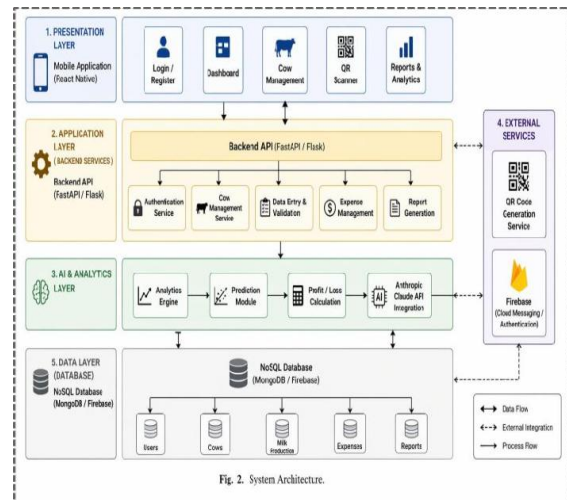 1. PRESENTATION
LAYER
Mobile Application
(React Native)
Login /
Register
Dashboard
Cow
Management
QR
Scanner
Reports &
Analytics
2. APPLICATION
LAYER
(BACKEND SERVICES)
Backend API
(FastAPI / Flask)
Backend API (FastAPI / Flask)
Authentication
Service
Cow
Management
Service
Data Entry &
Validation
Expense
Management
Report
Generation
4. EXTERNAL
SERVICES
QR Code
Generation
Service
Firebase
(Cloud Messaging /
Authentication)
3. AI & ANALYTICS
LAYER
Analytics
Engine
Prediction
Module
Profit / Loss
Calculation
AI
Anthropic
Claude API
Integration
5. DATA LAYER
(DATABASE)
NoSQL Database
(MongoDB / Firebase)
NoSQL Database
(MongoDB / Firebase)
Users
Cows
Milk
Production
Expenses
Reports
Data Flow
External Integration
Process Flow
Fig. 2. System Architecture.